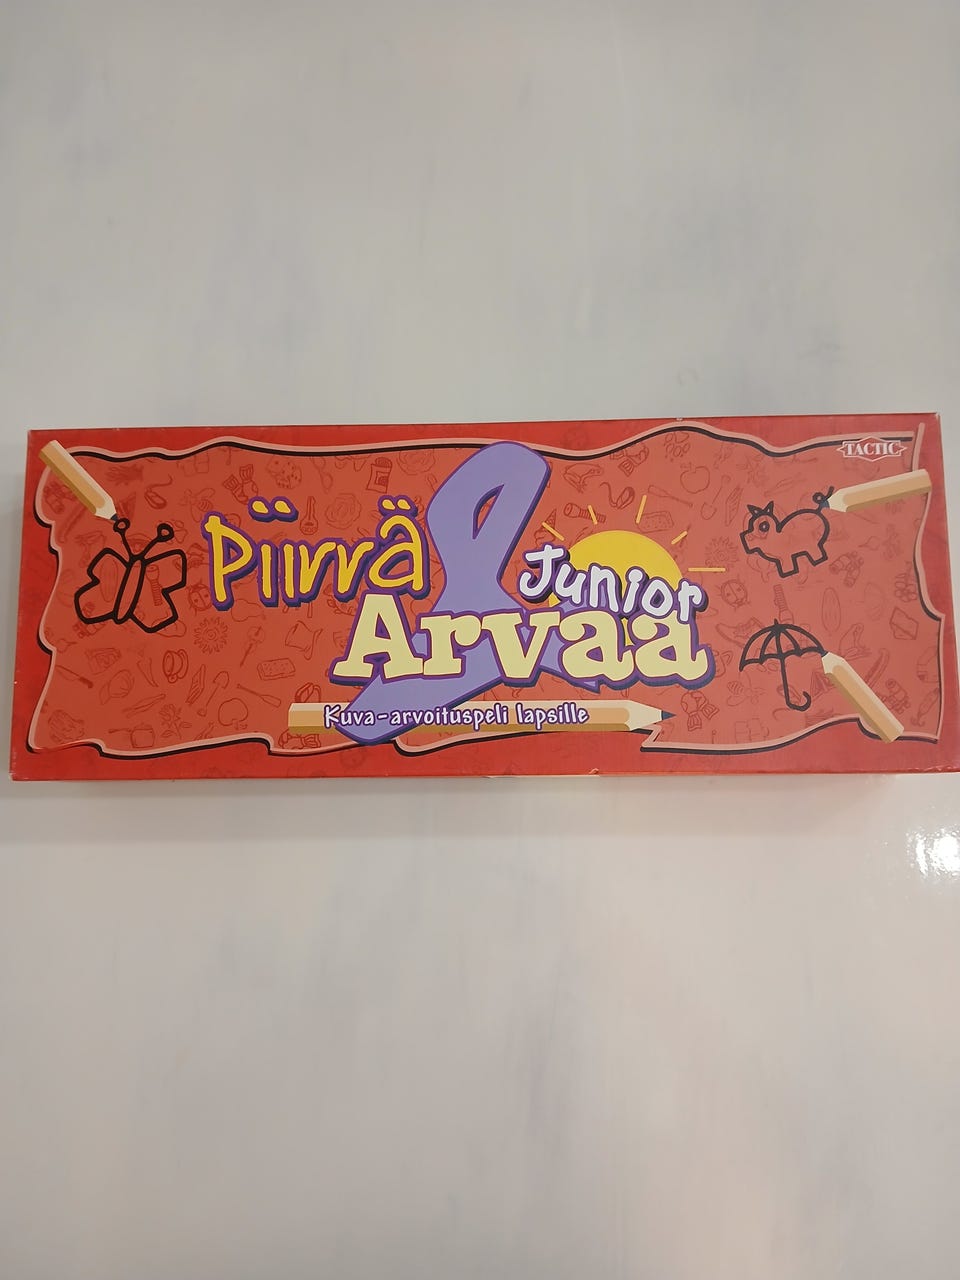 TACTIC
Piirrä &
Junior
Arvaa
Kuva-arvoituspeli lapsille